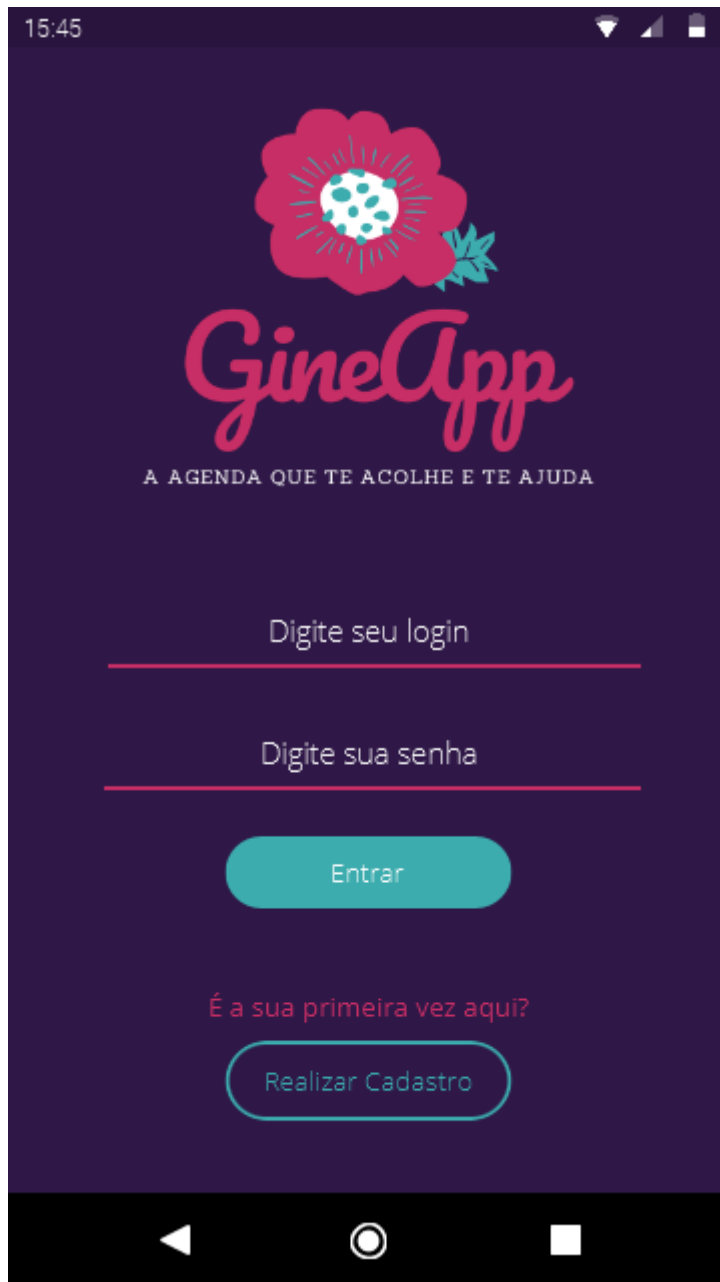 15:45
GineApp
A AGENDA QUE TE ACOLHE E TE AJUDA
Digite seu login
Digite sua senha
Entrar
É a sua primeira vez aqui?
Realizar Cadastro